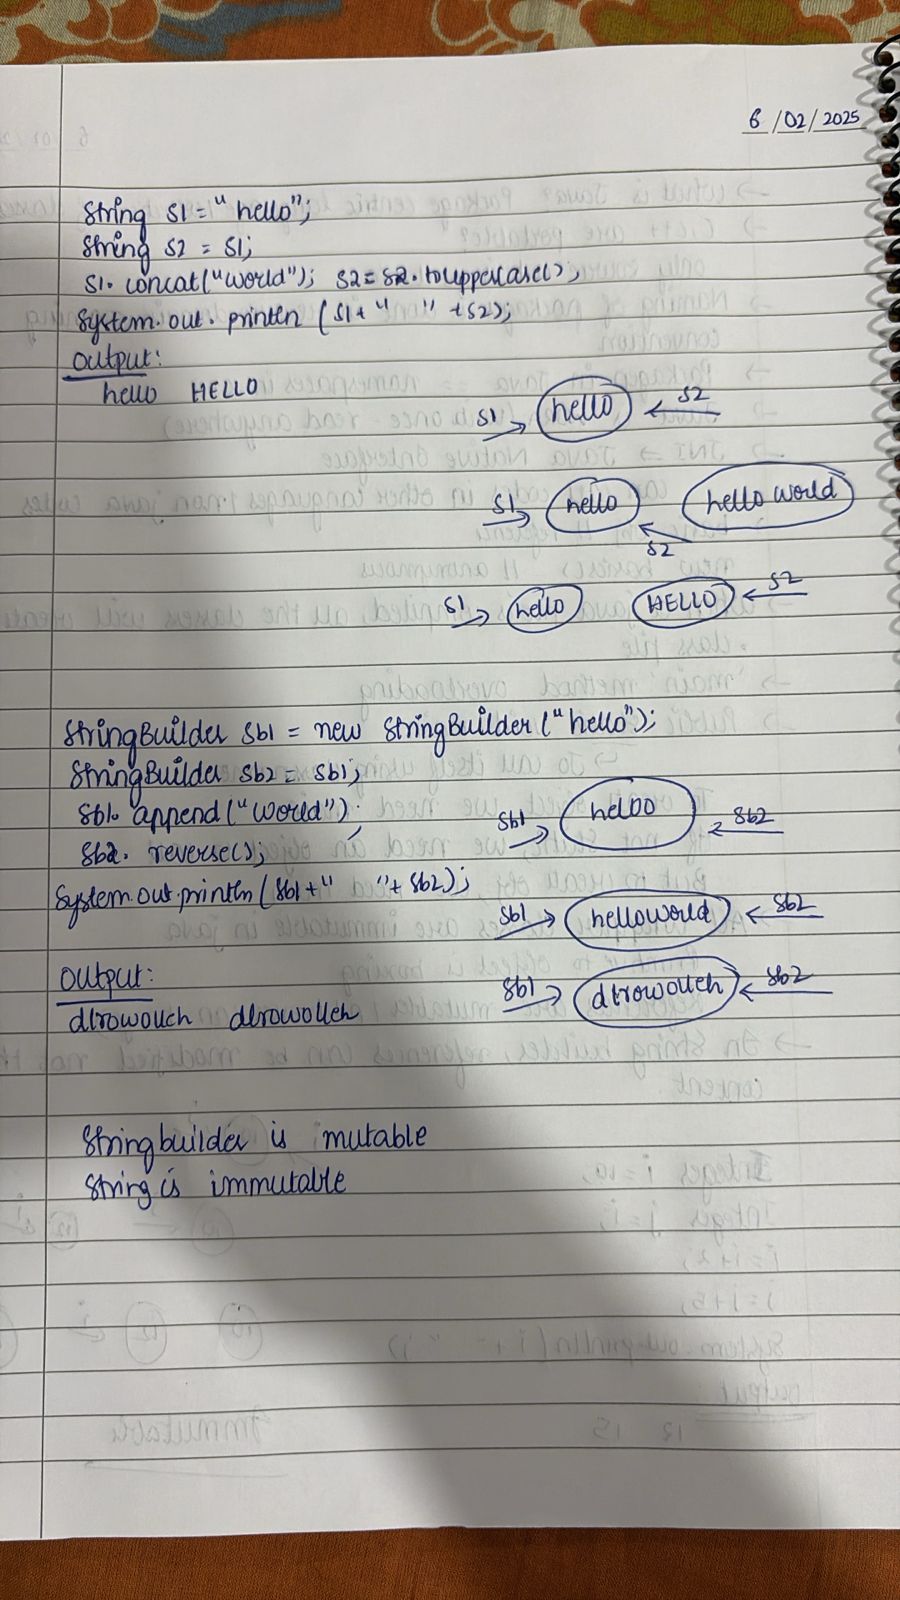 6/02/2025
String s1 = "hello";
String s2 = s1;
s1. concat("world"); s2 = s2. toUppercase();
System.out. println (s1 + " " + s2);
Output:
hello HELLO
s1 hello s2
s1 hello hello world
s2
s1 hello HELLO s2
StringBuilder sb1 = new StringBuilder ("hello");
StringBuilder sb2 = sb1;
sb1. append("world");
sb1 hello sb2
sb2. reverse();
System.out.println (sb1 + " " + sb2);
sb1 helloworld sb2
Output:
sb1 dlrowolleh sb2
dlrowolleh dlrowolleh
Stringbuilder is mutable
String is immutable